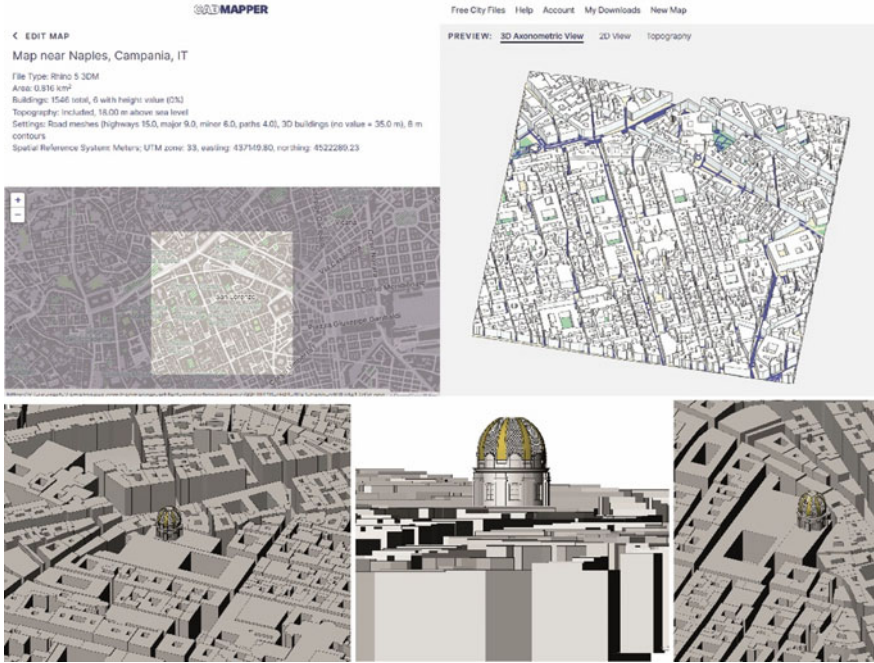 CADMAPPER
Free City Files Help Account My Downloads New Map
< EDIT MAP
PREVIEW: 3D Axonometric View 2D View Topography
Map near Naples, Campania, IT
File Type: Rhino 5 3DM
Area: 0.816 km²
Buildings: 1546 total, 6 with height value (0%)
Topography: Included, 18.00 m above sea level
Settings: Road meshes (highways 15.0, major 9.0, minor 6.0, paths 4.0), 3D buildings (no value = 35.0 m), 8 m
contours
Spatial Reference System: Meters; UTM zone: 33, easting: 437149.80, northing: 4522289.23
+
−
San Lorenzo